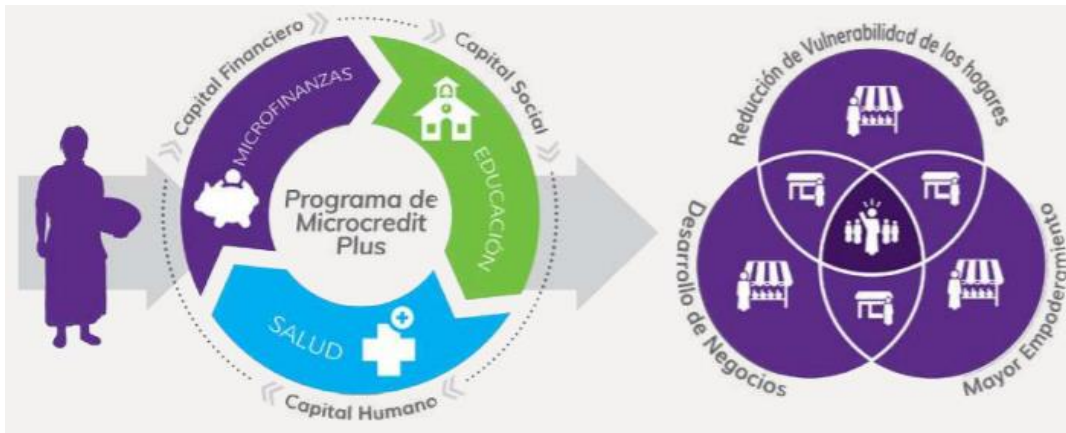 Capital Financiero
Capital Social
MICROFINANZAS
EDUCACIÓN
Programa de
Microcredit
Plus
SALUD
Capital Humano
Reducción de Vulnerabilidad de los hogares
Desarrollo de Negocios
Mayor Empoderamiento